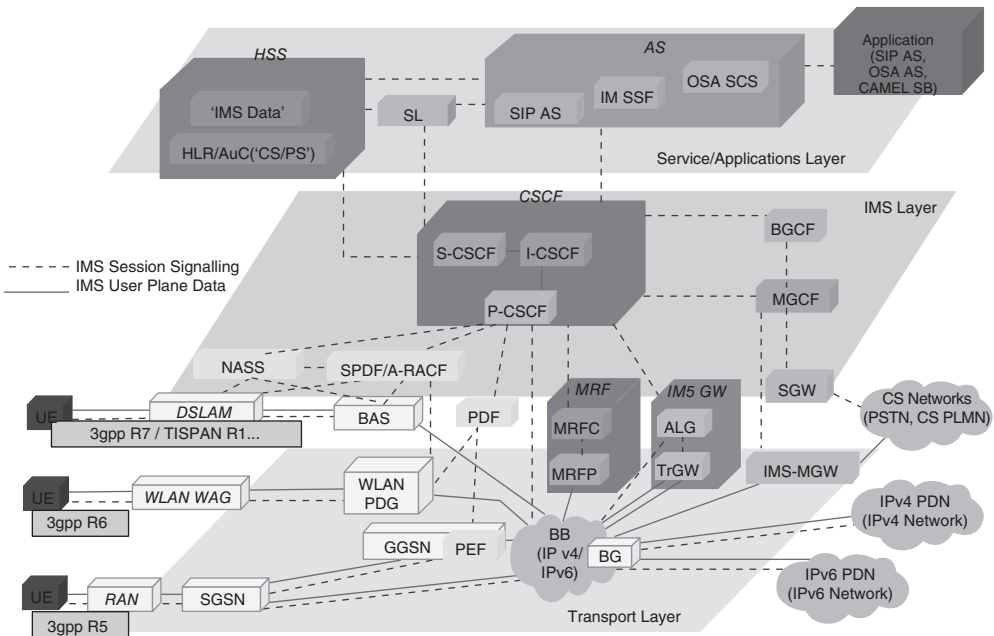 HSS
AS
Application
(SIP AS,
OSA AS,
CAMEL SB)
'IMS Data'
HLR/AuC('CS/PS')
SL
SIP AS
IM SSF
OSA SCS
Service/Applications Layer
CSCF
IMS Layer
S-CSCF
I-CSCF
P-CSCF
BGCF
MGCF
IMS Session Signalling
IMS User Plane Data
NASS
SPDF/A-RACF
SGW
UE
DSLAM
BAS
3gpp R7 / TISPAN R1...
PDF
MRF
MRFC
MRFP
IM5 GW
ALG
TrGW
IMS-MGW
CS Networks
(PSTN, CS PLMN)
UE
WLAN WAG
WLAN
PDG
3gpp R6
GGSN
PEF
BB
(IP v4/
IPv6)
BG
IPv4 PDN
(IPv4 Network)
IPv6 PDN
(IPv6 Network)
UE
RAN
SGSN
3gpp R5
Transport Layer